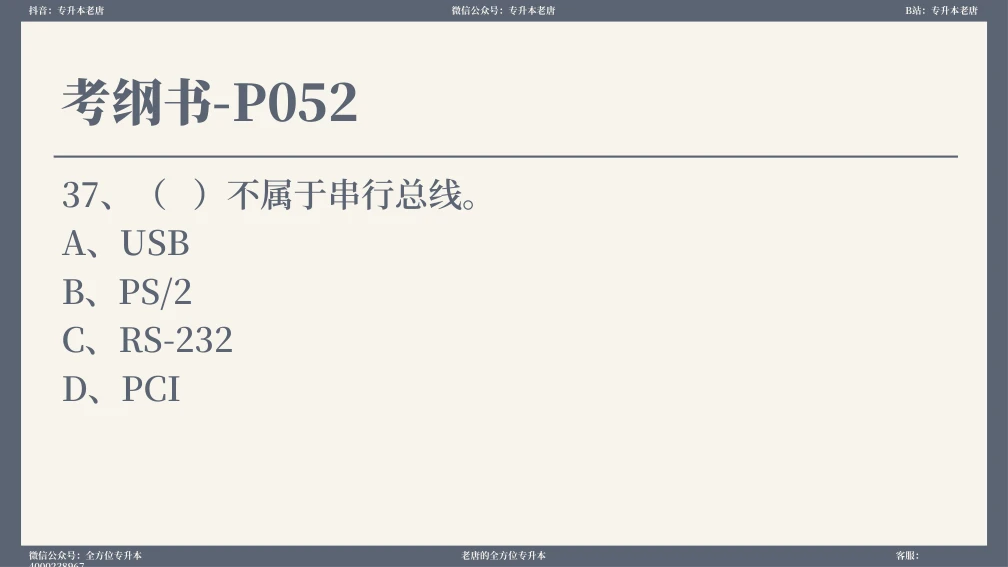 抖音：专升本老唐
微信公众号：专升本老唐
B站：专升本老唐
考纲书-P052
37、（ ）不属于串行总线。
A、USB
B、PS/2
C、RS-232
D、PCI
微信公众号：全方位专升本
老唐的全方位专升本
客服：
4000238967